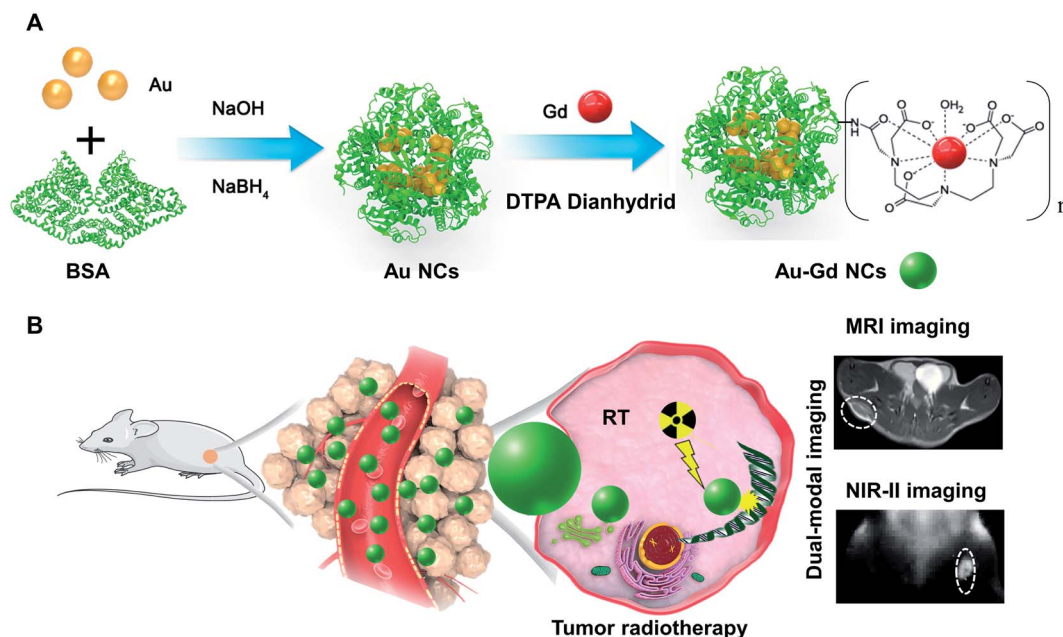 A
Au
+
BSA
NaOH
NaBH4
Au NCs
Gd
DTPA Dianhydrid
Au-Gd NCs
N
H
O
O
O-
OH2
-O
O
O-
O
N
N
N
O-
O
n
B
RT
Tumor radiotherapy
Dual-modal imaging
MRI imaging
NIR-II imaging